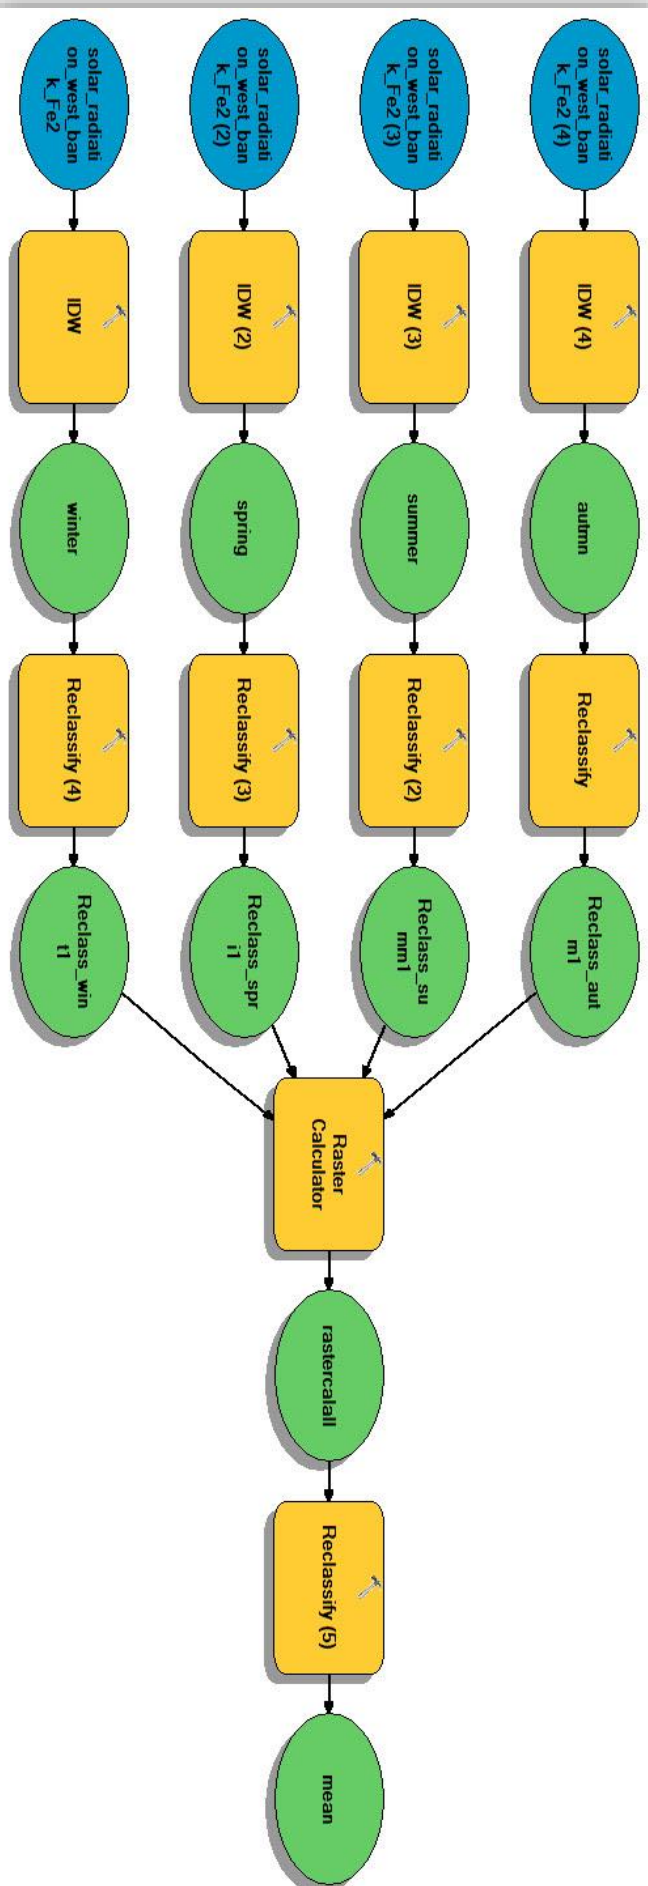 solar_radiati
on_west_ban
k_Fe2 (4)
IDW (4)
autmn
Reclassify
Reclass_aut
m1
solar_radiati
on_west_ban
k_Fe2 (3)
IDW (3)
summer
Reclassify (2)
Reclass_su
mm1
solar_radiati
on_west_ban
k_Fe2 (2)
IDW (2)
spring
Reclassify (3)
Reclass_spr
i1
solar_radiati
on_west_ban
k_Fe2
IDW
winter
Reclassify (4)
Reclass_win
t1
Raster
Calculator
rastercalall
Reclassify (5)
mean